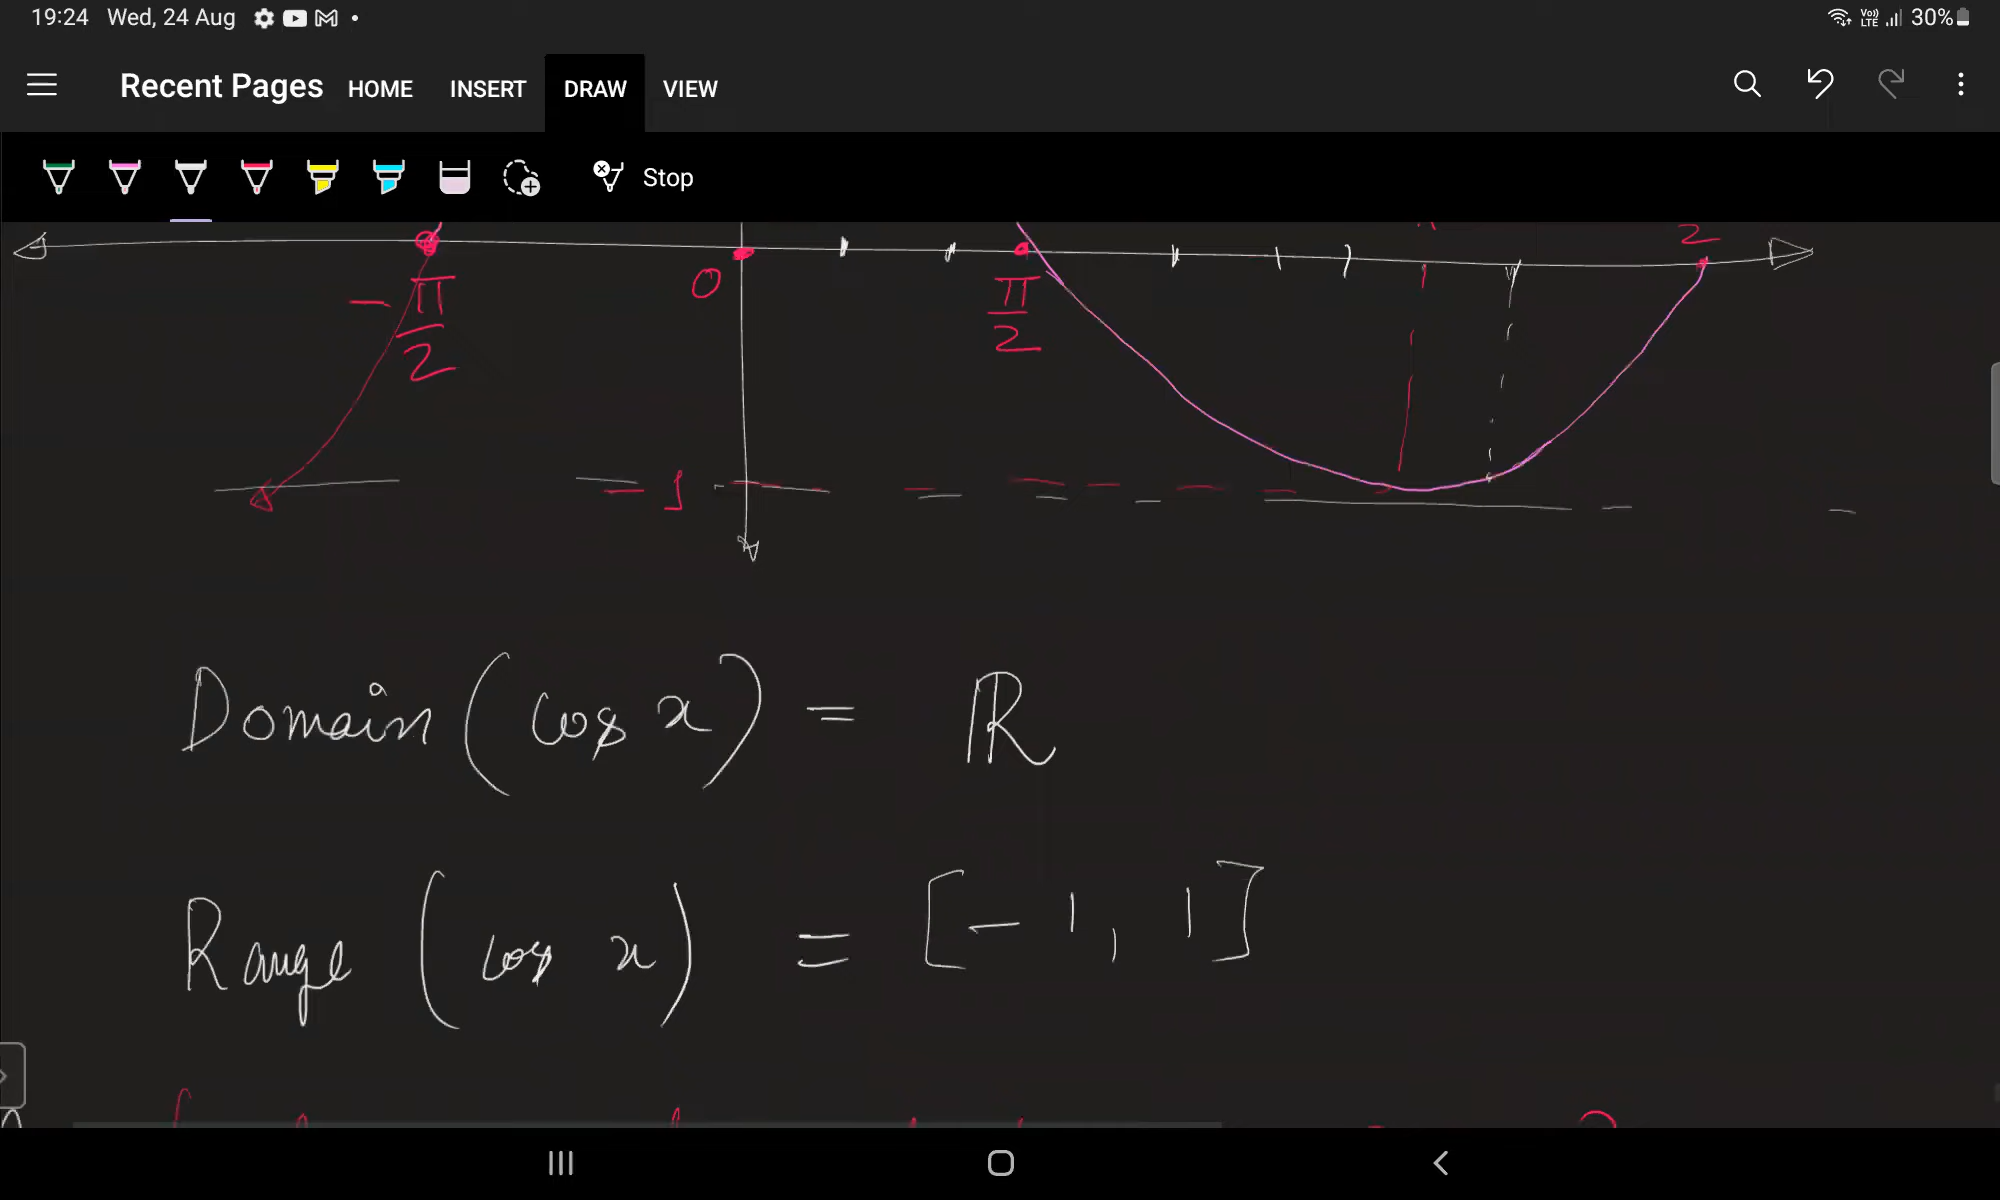 19:24 Wed, 24 Aug 30%
Recent Pages HOME INSERT DRAW VIEW
Stop
2
0
-π/2
π/2
-1
Domain (cos x) = ℝ
Range (cos x) = [-1, 1]